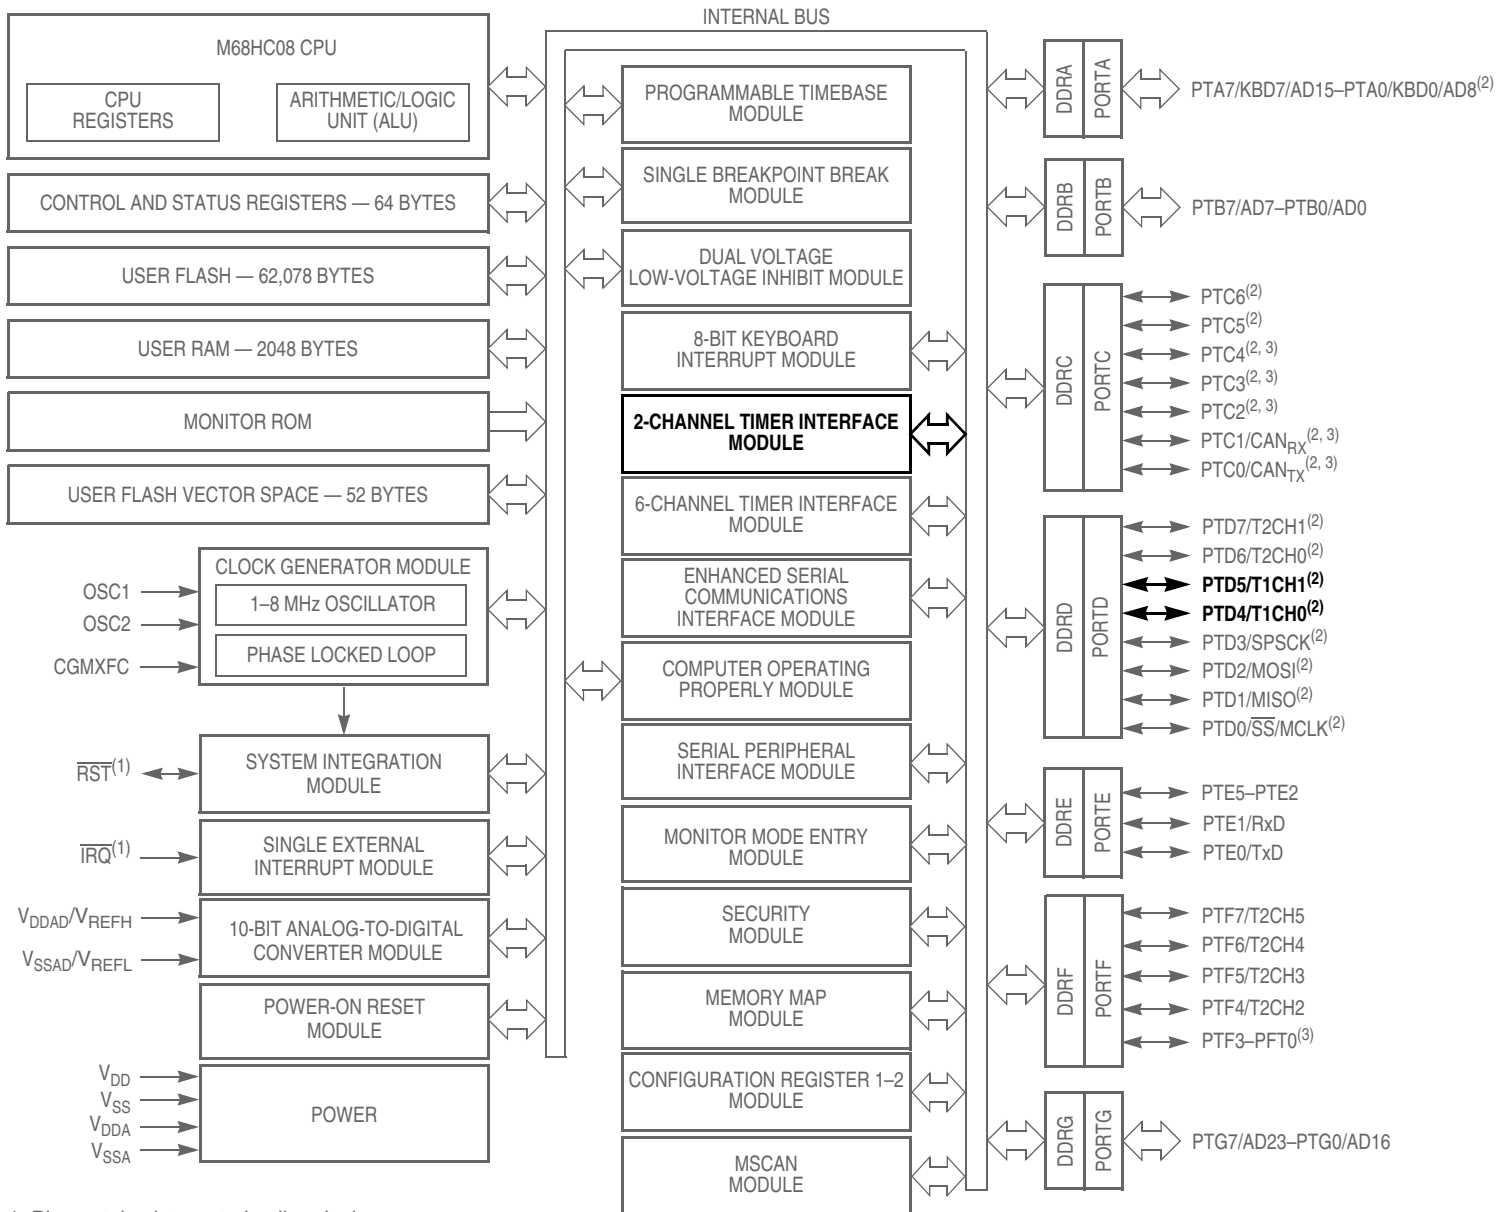 INTERNAL BUS
M68HC08 CPU
CPU
REGISTERS
ARITHMETIC/LOGIC
UNIT (ALU)
CONTROL AND STATUS REGISTERS — 64 BYTES
USER FLASH — 62,078 BYTES
USER RAM — 2048 BYTES
MONITOR ROM
USER FLASH VECTOR SPACE — 52 BYTES
OSC1
OSC2
CGMXFC
CLOCK GENERATOR MODULE
1–8 MHz OSCILLATOR
PHASE LOCKED LOOP
RST(1)
SYSTEM INTEGRATION
MODULE
IRQ(1)
SINGLE EXTERNAL
INTERRUPT MODULE
VDDAD/VREFH
VSSAD/VREFL
10-BIT ANALOG-TO-DIGITAL
CONVERTER MODULE
POWER-ON RESET
MODULE
VDD
VSS
VDDA
VSSA
POWER
PROGRAMMABLE TIMEBASE
MODULE
SINGLE BREAKPOINT BREAK
MODULE
DUAL VOLTAGE
LOW-VOLTAGE INHIBIT MODULE
8-BIT KEYBOARD
INTERRUPT MODULE
2-CHANNEL TIMER INTERFACE
MODULE
6-CHANNEL TIMER INTERFACE
MODULE
ENHANCED SERIAL
COMMUNICATIONS
INTERFACE MODULE
COMPUTER OPERATING
PROPERLY MODULE
SERIAL PERIPHERAL
INTERFACE MODULE
MONITOR MODE ENTRY
MODULE
SECURITY
MODULE
MEMORY MAP
MODULE
CONFIGURATION REGISTER 1–2
MODULE
MSCAN
MODULE
DDRA
PORTA
PTA7/KBD7/AD15–PTA0/KBD0/AD8(2)
DDRB
PORTB
PTB7/AD7–PTB0/AD0
DDRC
PORTC
PTC6(2)
PTC5(2)
PTC4(2, 3)
PTC3(2, 3)
PTC2(2, 3)
PTC1/CANRX(2, 3)
PTC0/CANTX(2, 3)
DDRD
PORTD
PTD7/T2CH1(2)
PTD6/T2CH0(2)
PTD5/T1CH1(2)
PTD4/T1CH0(2)
PTD3/SPSCK(2)
PTD2/MOSI(2)
PTD1/MISO(2)
PTD0/SS/MCLK(2)
DDRE
PORTE
PTE5–PTE2
PTE1/RxD
PTE0/TxD
DDRF
PORTF
PTF7/T2CH5
PTF6/T2CH4
PTF5/T2CH3
PTF4/T2CH2
PTF3–PFT0(3)
DDRG
PORTG
PTG7/AD23–PTG0/AD16